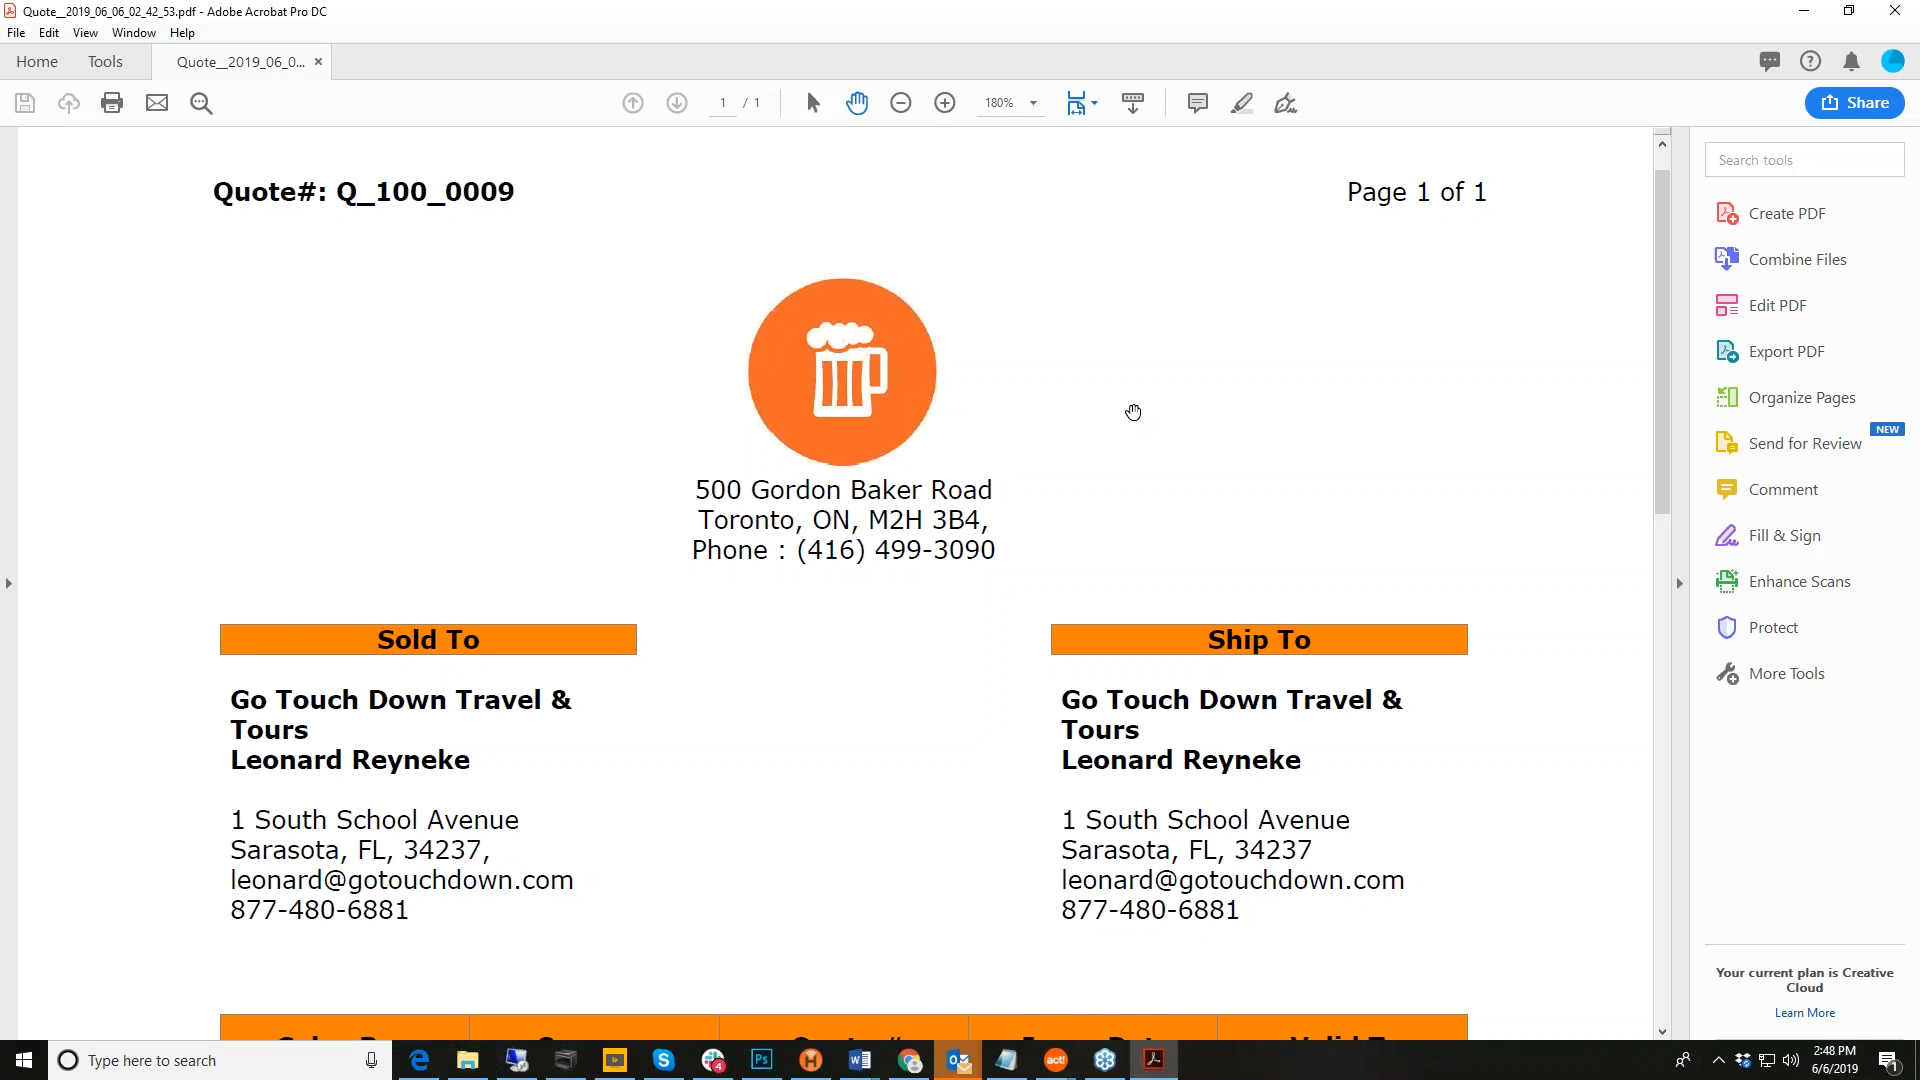 Quote__2019_06_06_02_42_53.pdf - Adobe Acrobat Pro DC
File Edit View Window Help
Home Tools Quote__2019_06_0... ×
1 / 1 180% Share
Search tools
Quote#: Q_100_0009 Page 1 of 1
Create PDF
Combine Files
Edit PDF
Export PDF
Organize Pages
NEW
Send for Review
Comment
Fill & Sign
Enhance Scans
Protect
More Tools
500 Gordon Baker Road
Toronto, ON, M2H 3B4,
Phone : (416) 499-3090
Sold To
Go Touch Down Travel &
Tours
Leonard Reyneke
1 South School Avenue
Sarasota, FL, 34237,
leonard@gotouchdown.com
877-480-6881
Ship To
Go Touch Down Travel &
Tours
Leonard Reyneke
1 South School Avenue
Sarasota, FL, 34237
leonard@gotouchdown.com
877-480-6881
Your current plan is Creative
Cloud
Learn More
Type here to search
Ps
act!
4
2:48 PM
6/6/2019
1